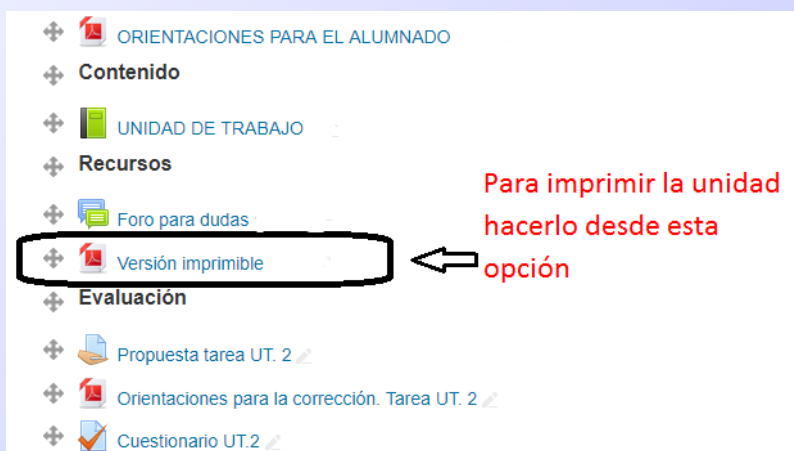 ORIENTACIONES PARA EL ALUMNADO
Contenido
UNIDAD DE TRABAJO
Recursos
Foro para dudas
Versión imprimible
Para imprimir la unidad
hacerlo desde esta
opción
Evaluación
Propuesta tarea UT. 2
Orientaciones para la corrección. Tarea UT. 2
Cuestionario UT.2